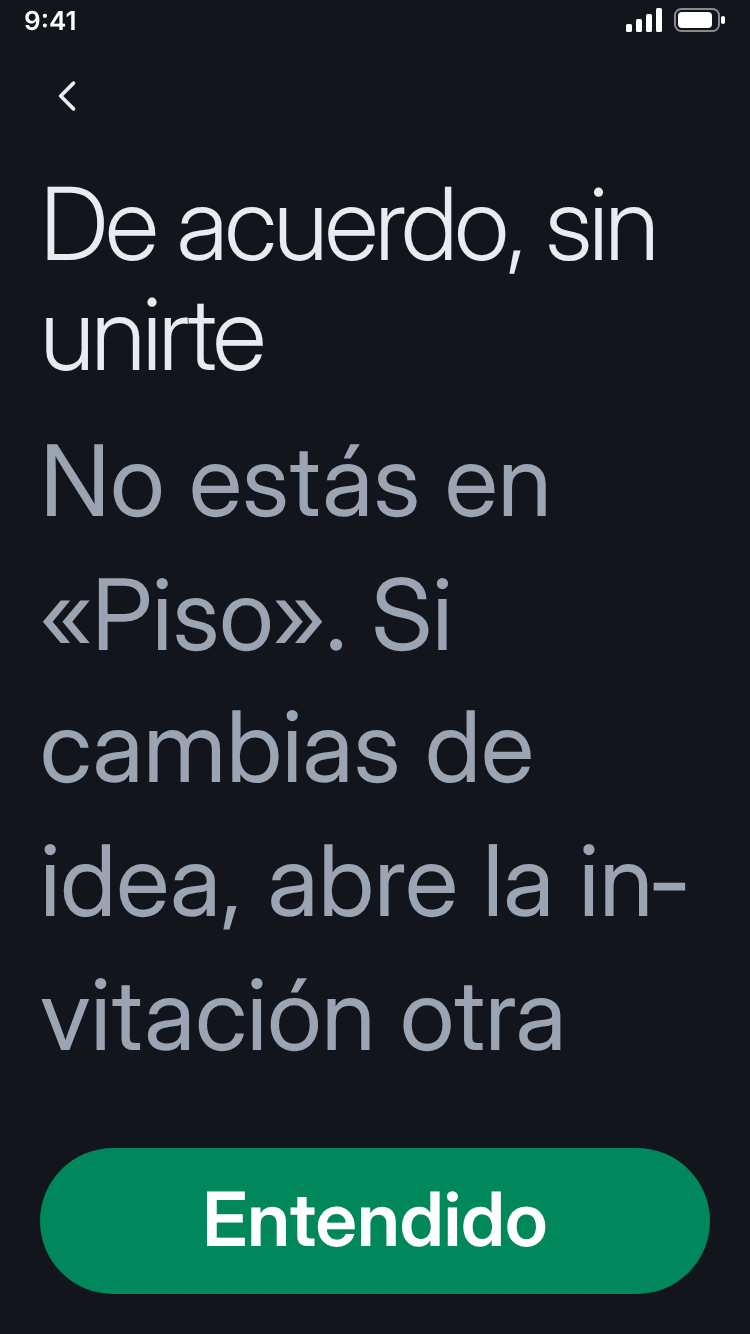 9:41
De acuerdo, sin
unirte
No estás en
«Piso». Si
cambias de
idea, abre la in-
vitación otra
Entendido